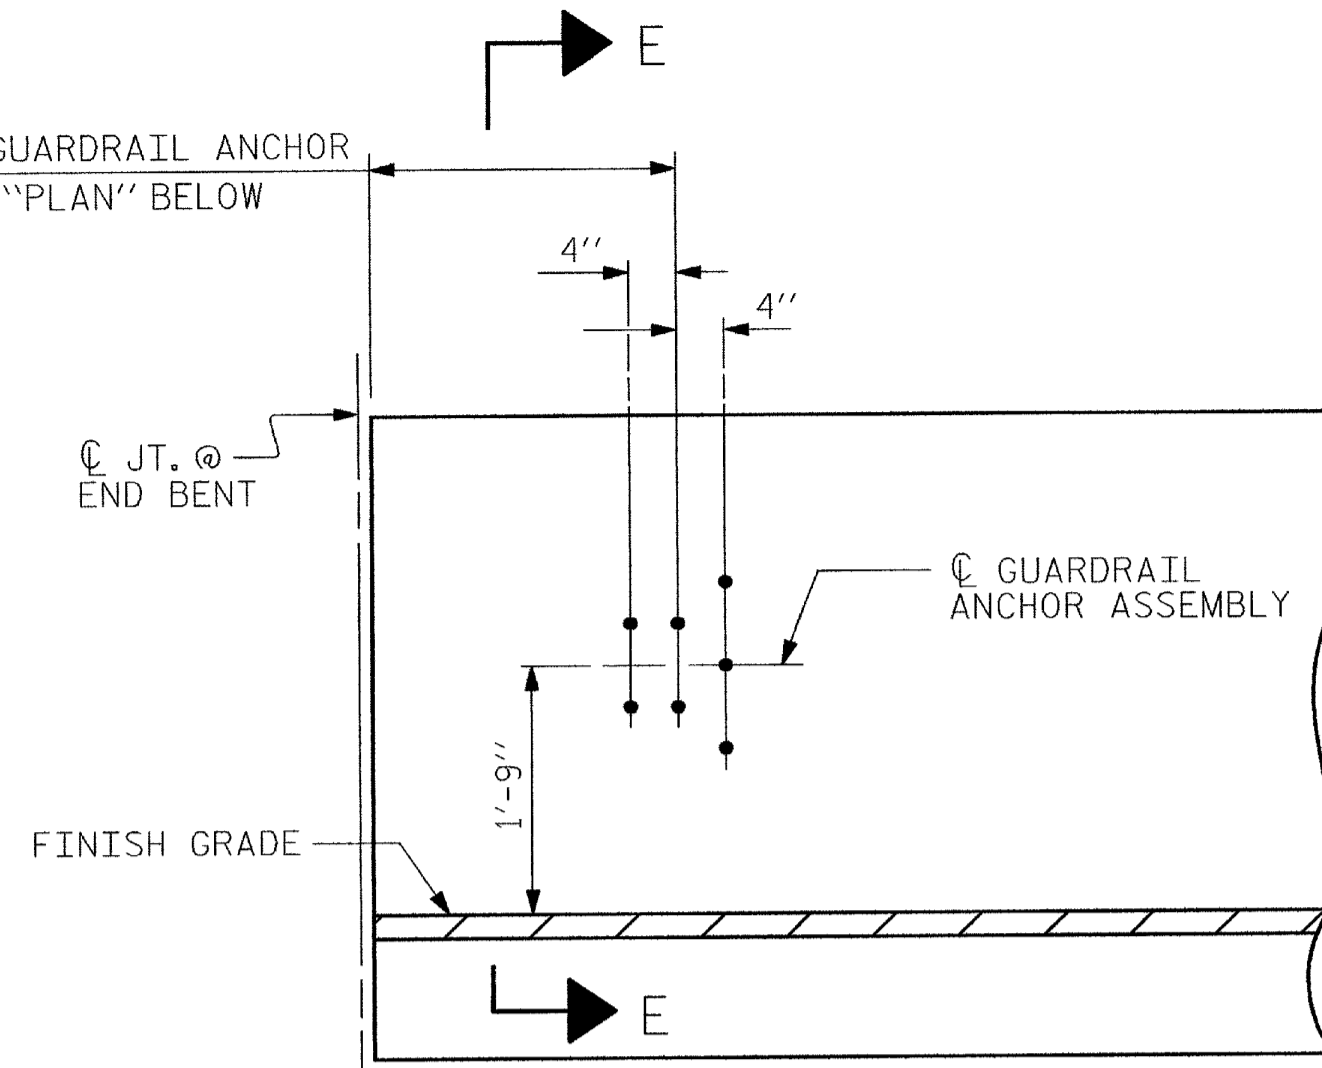 E
GUARDRAIL ANCHOR
"PLAN" BELOW
4"
4"
℄ JT. @
END BENT
℄ GUARDRAIL
ANCHOR ASSEMBLY
1'-9"
FINISH GRADE
E